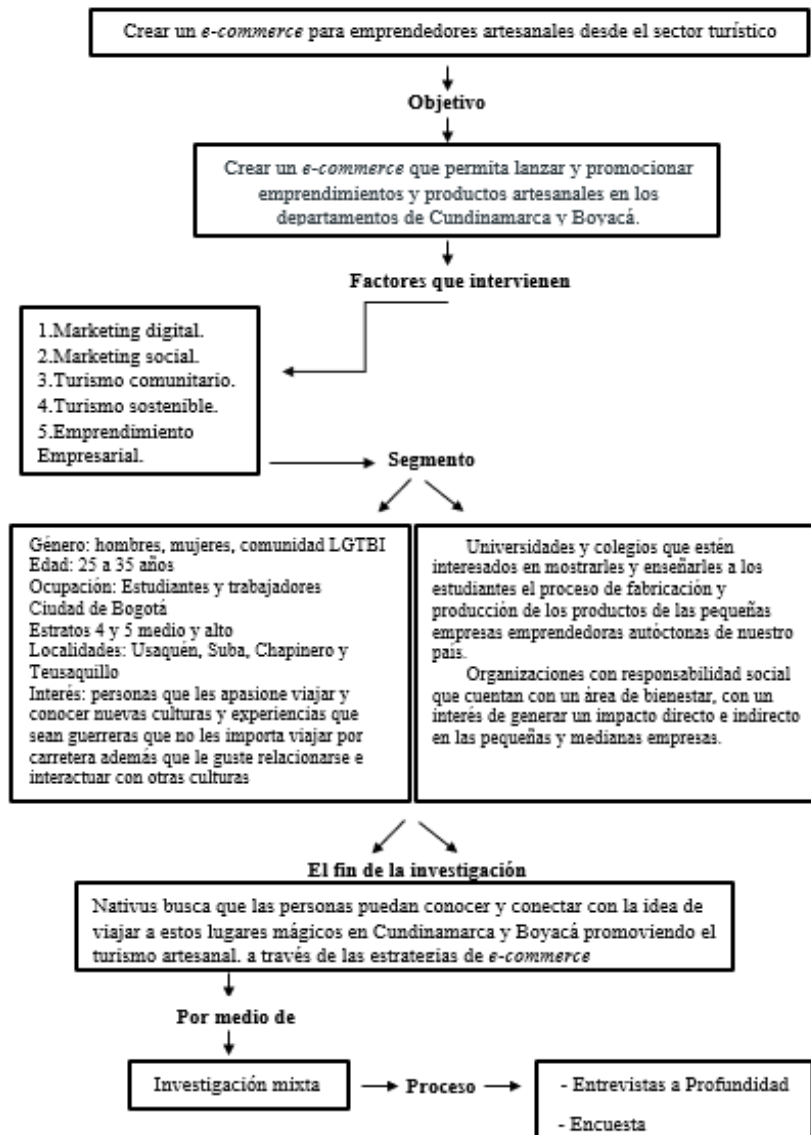 Crear un e-commerce para emprendedores artesanales desde el sector turístico
Objetivo
Crear un e-commerce que permita lanzar y promocionar
emprendimientos y productos artesanales en los
departamentos de Cundinamarca y Boyacá.
Factores que intervienen
1.Marketing digital.
2.Marketing social.
3.Turismo comunitario.
4.Turismo sostenible.
5.Emprendimiento
Empresarial.
Segmento
Género: hombres, mujeres, comunidad LGTBI
Edad: 25 a 35 años
Ocupación: Estudiantes y trabajadores
Ciudad de Bogotá
Estratos 4 y 5 medio y alto
Localidades: Usaquén, Suba, Chapinero y
Teusaquillo
Interés: personas que les apasione viajar y
conocer nuevas culturas y experiencias que
sean guerreras que no les importa viajar por
carretera además que le guste relacionarse e
interactuar con otras culturas
Universidades y colegios que estén
interesados en mostrarles y enseñarles a los
estudiantes el proceso de fabricación y
producción de los productos de las pequeñas
empresas emprendedoras autóctonas de nuestro
país.
Organizaciones con responsabilidad social
que cuentan con un área de bienestar, con un
interés de generar un impacto directo e indirecto
en las pequeñas y medianas empresas.
El fin de la investigación
Nativus busca que las personas puedan conocer y conectar con la idea de
viajar a estos lugares mágicos en Cundinamarca y Boyacá promoviendo el
turismo artesanal. a través de las estrategias de e-commerce
Por medio de
Investigación mixta
Proceso
- Entrevistas a Profundidad
- Encuesta